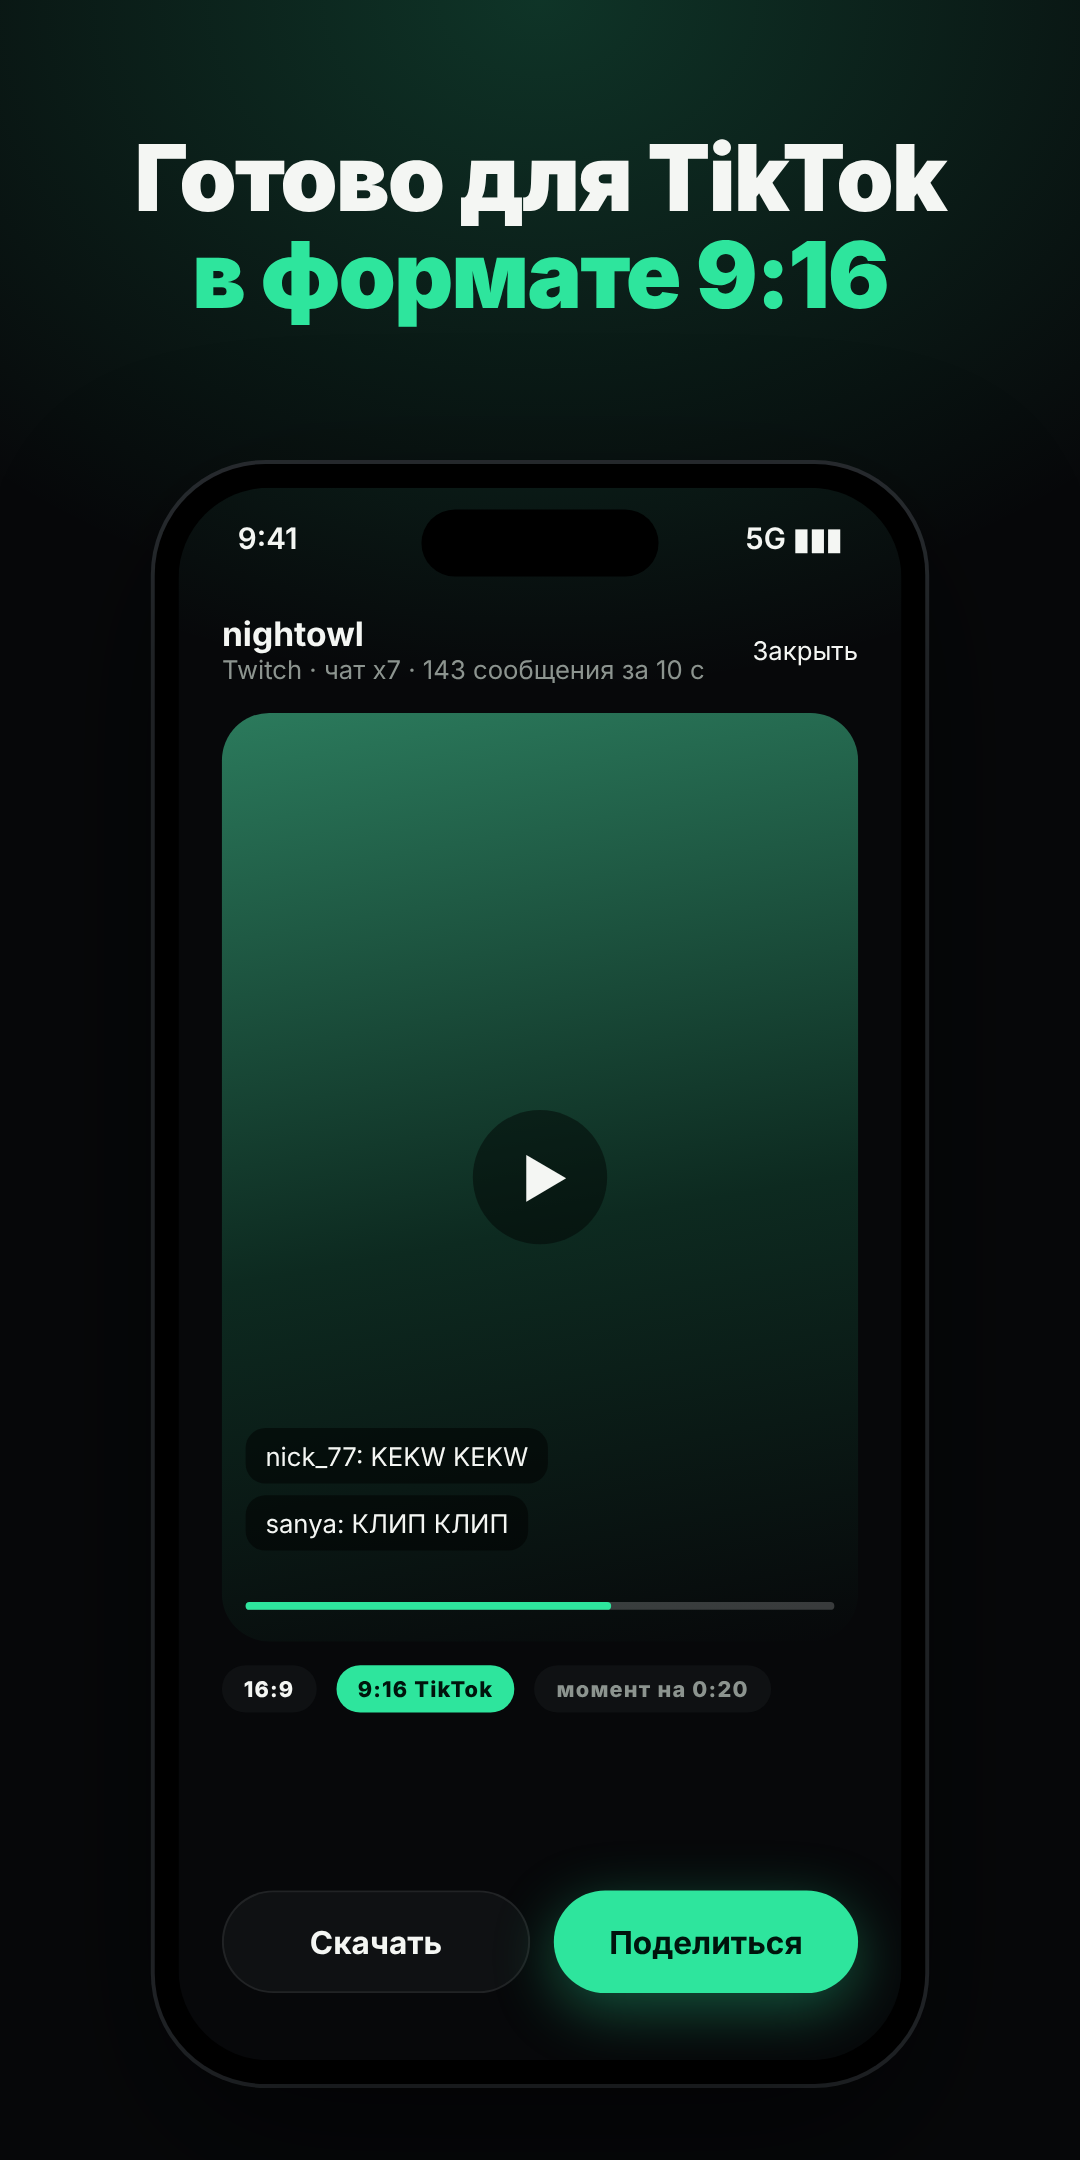 Готово для TikTok
в формате 9:16
9:41
5G
nightowl
Twitch · чат x7 · 143 сообщения за 10 с
Закрыть
nick_77: KEKW KEKW
sanya: КЛИП КЛИП
16:9
9:16 TikTok
момент на 0:20
Скачать
Поделиться